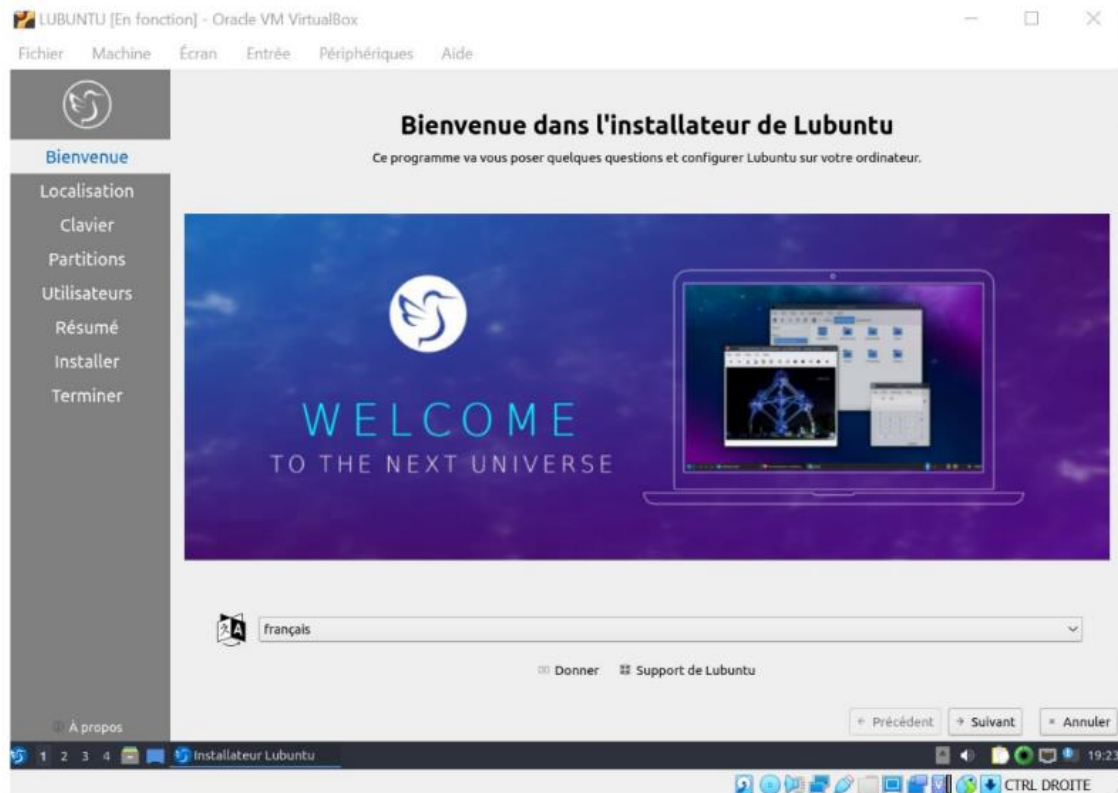 LUBUNTU [En fonction] - Oracle VM VirtualBox
Fichier Machine Écran Entrée Périphériques Aide
Bienvenue
Localisation
Clavier
Partitions
Utilisateurs
Résumé
Installer
Terminer
À propos
Bienvenue dans l'installateur de Lubuntu
Ce programme va vous poser quelques questions et configurer Lubuntu sur votre ordinateur.
WELCOME
TO THE NEXT UNIVERSE
français
Donner Support de Lubuntu
Précédent Suivant Annuler
1 2 3 4 Installateur Lubuntu 19:23
CTRL DROITE